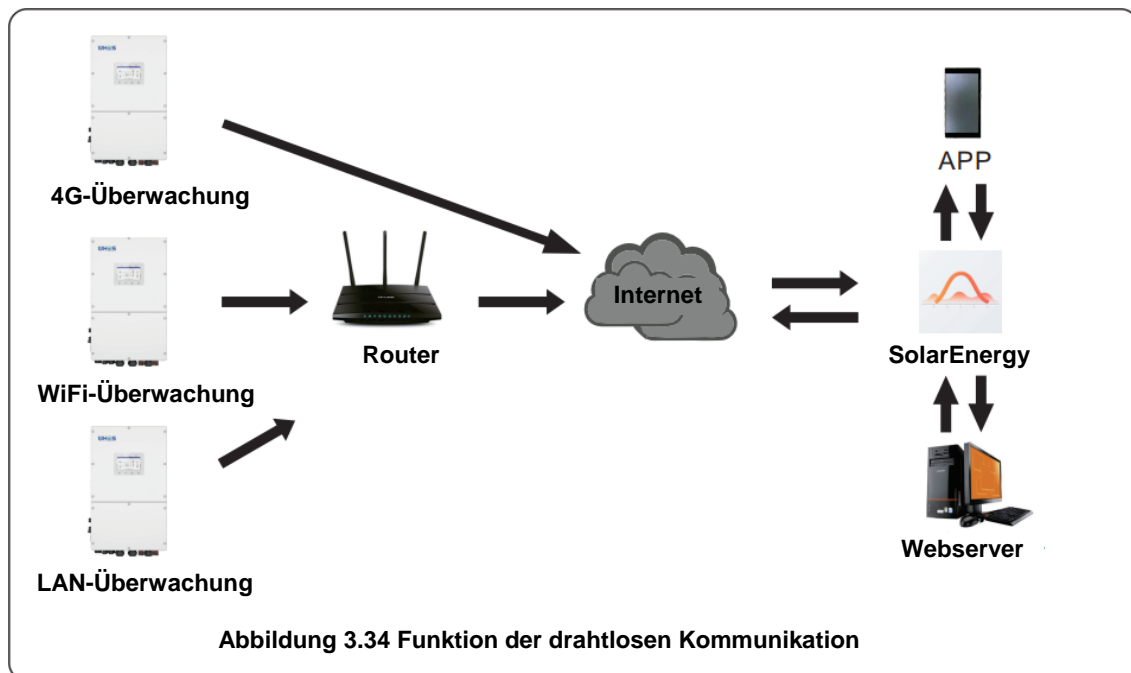 4G-Überwachung
WiFi-Überwachung
LAN-Überwachung
Router
Internet
APP
SolarEnergy
Webserver
Abbildung 3.34 Funktion der drahtlosen Kommunikation